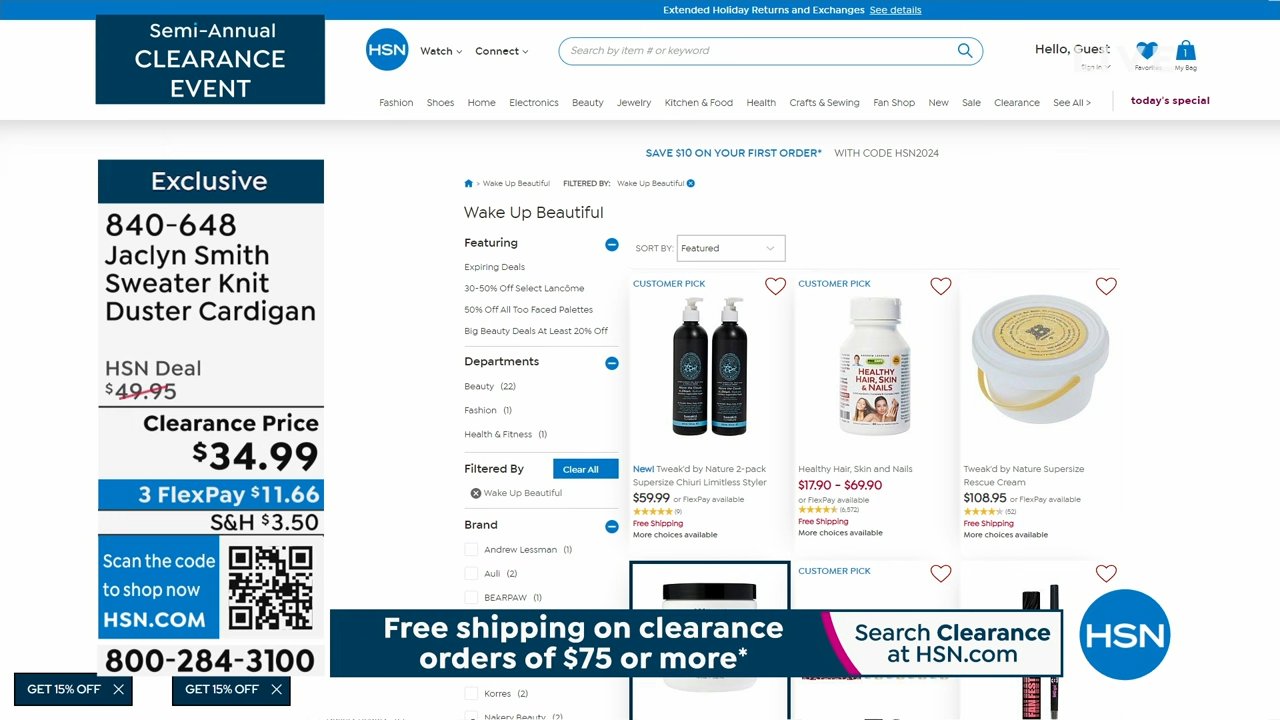 Extended Holiday Returns and Exchanges See details
Semi-Annual
CLEARANCE
EVENT
HSN
Watch
Connect
Search by item # or keyword
Hello, Guest
Sign In
Favorites
1
My Bag
Fashion Shoes Home Electronics Beauty Jewelry Kitchen & Food Health Crafts & Sewing Fan Shop New Sale Clearance See All >
today's special
SAVE $10 ON YOUR FIRST ORDER* WITH CODE HSN2024
Exclusive
840-648
Jaclyn Smith
Sweater Knit
Duster Cardigan
HSN Deal
$49.95
Clearance Price
$34.99
3 FlexPay $11.66
S&H $3.50
Scan the code
to shop now
HSN.COM
800-284-3100
GET 15% OFF
GET 15% OFF
> Wake Up Beautiful FILTERED BY: Wake Up Beautiful
Wake Up Beautiful
Featuring
Expiring Deals
30-50% Off Select Lancôme
50% Off All Too Faced Palettes
Big Beauty Deals At Least 20% Off
Departments
Beauty (22)
Fashion (1)
Health & Fitness (1)
Filtered By
Clear All
Wake Up Beautiful
Brand
Andrew Lessman (1)
Auli (2)
BEARPAW (1)
Korres (2)
Nakery Beauty (2)
SORT BY: Featured
CUSTOMER PICK
New! Tweak'd by Nature 2-pack
Supersize Chiuri Limitless Styler
$59.99 or FlexPay available
(9)
Free Shipping
More choices available
CUSTOMER PICK
HEALTHY
HAIR, SKIN
& NAILS
Healthy Hair, Skin and Nails
$17.90 - $69.90
or FlexPay available
(6,572)
Free Shipping
More choices available
Tweak'd by Nature Supersize
Rescue Cream
$108.95 or FlexPay available
(52)
Free Shipping
More choices available
CUSTOMER PICK
FAN FEST
Free shipping on clearance
orders of $75 or more*
Search Clearance
at HSN.com
HSN